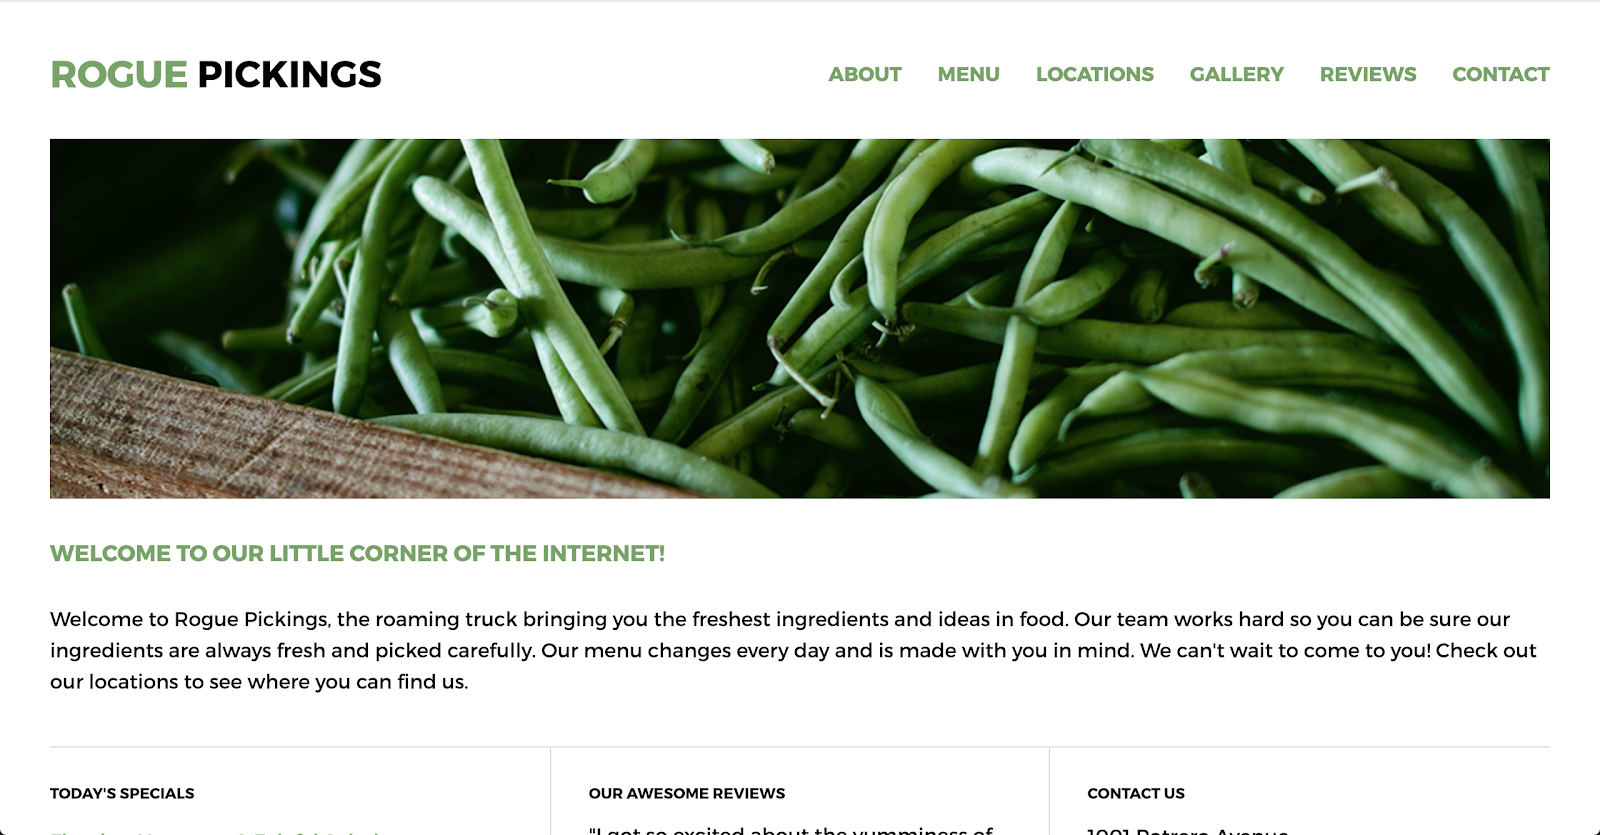 ROGUE PICKINGS
ABOUT MENU LOCATIONS GALLERY REVIEWS CONTACT
WELCOME TO OUR LITTLE CORNER OF THE INTERNET!
Welcome to Rogue Pickings, the roaming truck bringing you the freshest ingredients and ideas in food. Our team works hard so you can be sure our
ingredients are always fresh and picked carefully. Our menu changes every day and is made with you in mind. We can't wait to come to you! Check out
our locations to see where you can find us.
TODAY'S SPECIALS
OUR AWESOME REVIEWS
"I got so excited about the yumminess of
CONTACT US
1001 Potrero Avenue